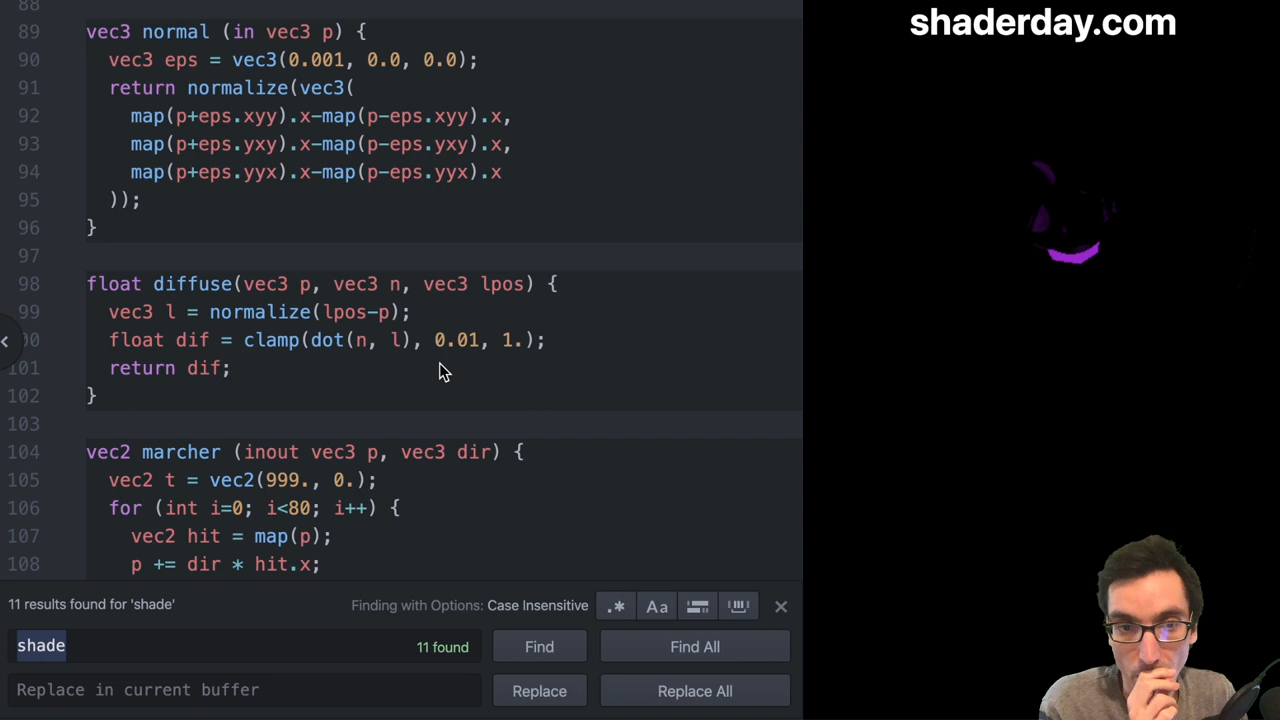 shaderday.com
88
89 vec3 normal (in vec3 p) {
90 vec3 eps = vec3(0.001, 0.0, 0.0);
91 return normalize(vec3(
92 map(p+eps.xyy).x-map(p-eps.xyy).x,
93 map(p+eps.yxy).x-map(p-eps.yxy).x,
94 map(p+eps.yyx).x-map(p-eps.yyx).x
95 ));
96 }
97
98 float diffuse(vec3 p, vec3 n, vec3 lpos) {
99 vec3 l = normalize(lpos-p);
00 float dif = clamp(dot(n, l), 0.01, 1.);
101 return dif;
102 }
103
104 vec2 marcher (inout vec3 p, vec3 dir) {
105 vec2 t = vec2(999., 0.);
106 for (int i=0; i<80; i++) {
107 vec2 hit = map(p);
108 p += dir * hit.x;
11 results found for 'shade'
Finding with Options: Case Insensitive
.* Aa
shade
11 found
Find
Find All
Replace in current buffer
Replace
Replace All